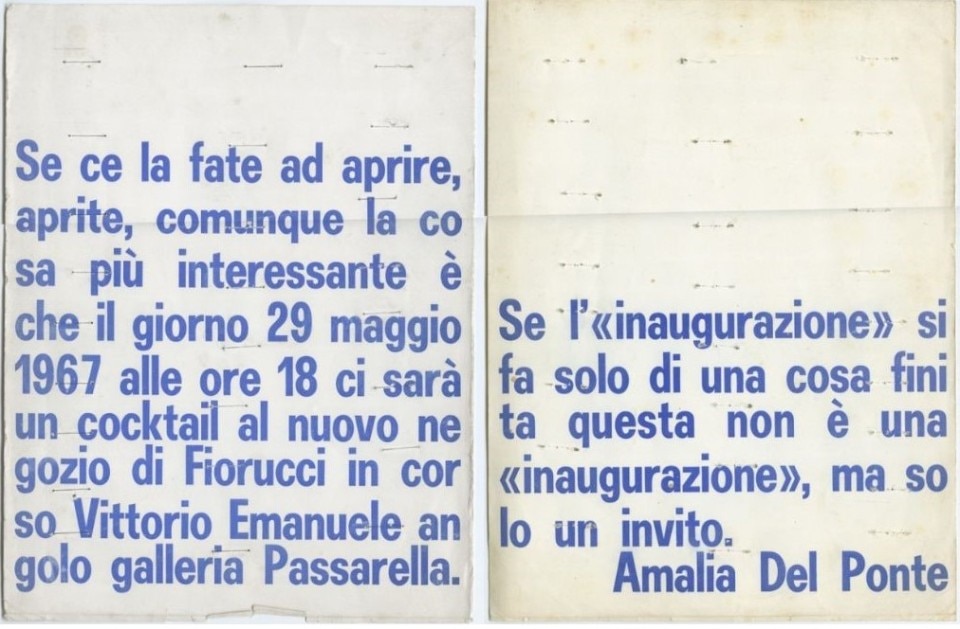 Se ce la fate ad aprire,
aprite, comunque la co
sa più interessante è
che il giorno 29 maggio
1967 alle ore 18 ci sarà
un cocktail al nuovo ne
gozio di Fiorucci in cor
so Vittorio Emanuele an
golo galleria Passarella.
Se l'«inaugurazione» si
fa solo di una cosa fini
ta questa non è una
«inaugurazione», ma so
lo un invito.
Amalia Del Ponte